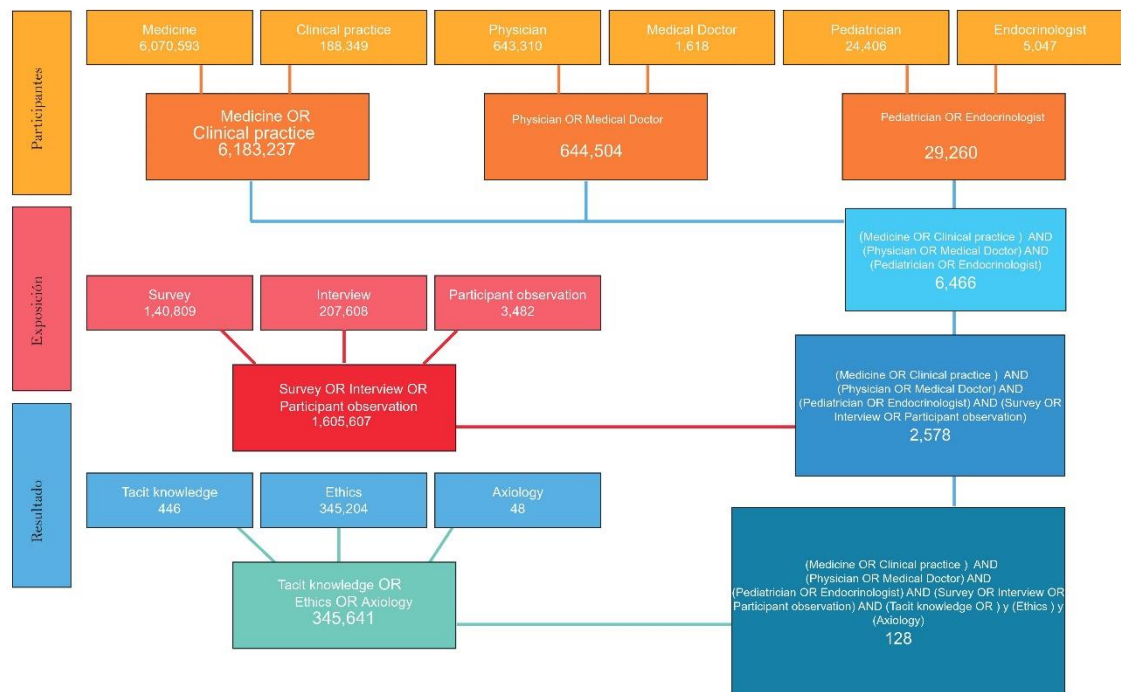 Participantes
Medicine
6,070,593
Clinical practice
188,349
Physician
643,310
Medical Doctor
1,618
Pediatrician
24,406
Endocrinologist
5,047
Medicine OR
Clinical practice
6,183,237
Physician OR Medical Doctor
644,504
Pediatrician OR Endocrinologist
29,260
(Medicine OR Clinical practice ) AND
(Physician OR Medical Doctor) AND
(Pediatrician OR Endocrinologist)
6,466
Exposición
Survey
1,40,809
Interview
207,608
Participant observation
3,482
Survey OR Interview OR
Participant observation
1,605,607
(Medicine OR Clinical practice ) AND
(Physician OR Medical Doctor) AND
(Pediatrician OR Endocrinologist) AND (Survey OR
Interview OR Participant observation)
2,578
Resultado
Tacit knowledge
446
Ethics
345,204
Axiology
48
Tacit knowledge OR
Ethics OR Axiology
345,641
(Medicine OR Clinical practice ) AND
(Physician OR Medical Doctor) AND
(Pediatrician OR Endocrinologist) AND (Survey OR Interview OR
Participant observation) AND (Tacit knowledge OR ) y (Ethics ) y
(Axiology)
128